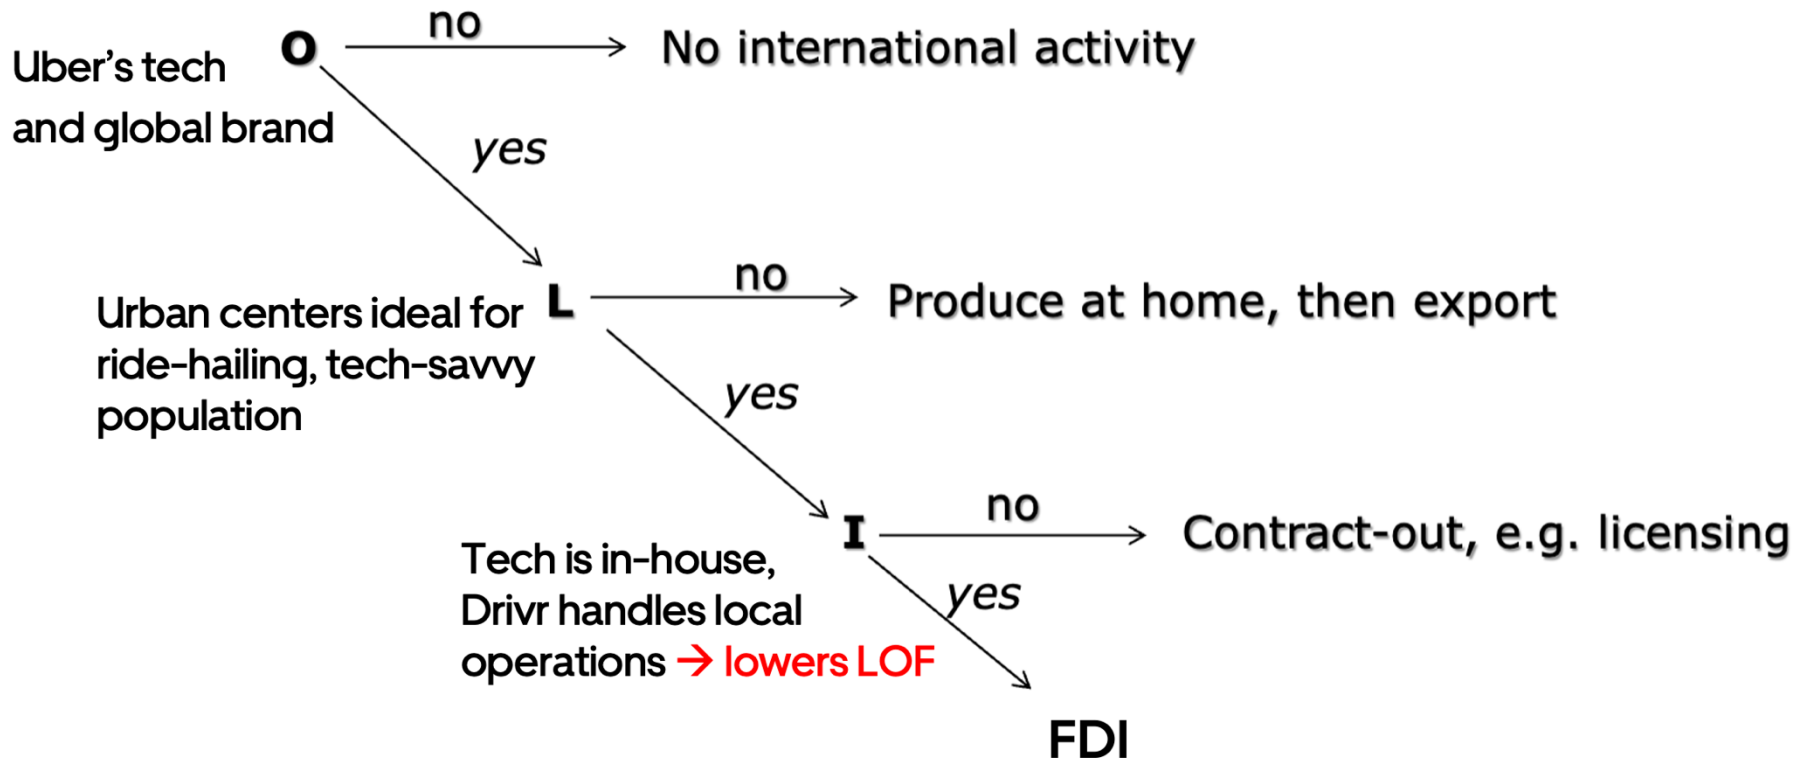 O
no
No international activity
Uber's tech
and global brand
yes
L
no
Produce at home, then export
Urban centers ideal for
ride-hailing, tech-savvy
population
yes
I
no
Contract-out, e.g. licensing
Tech is in-house,
Drivr handles local
operations → lowers LOF
yes
FDI